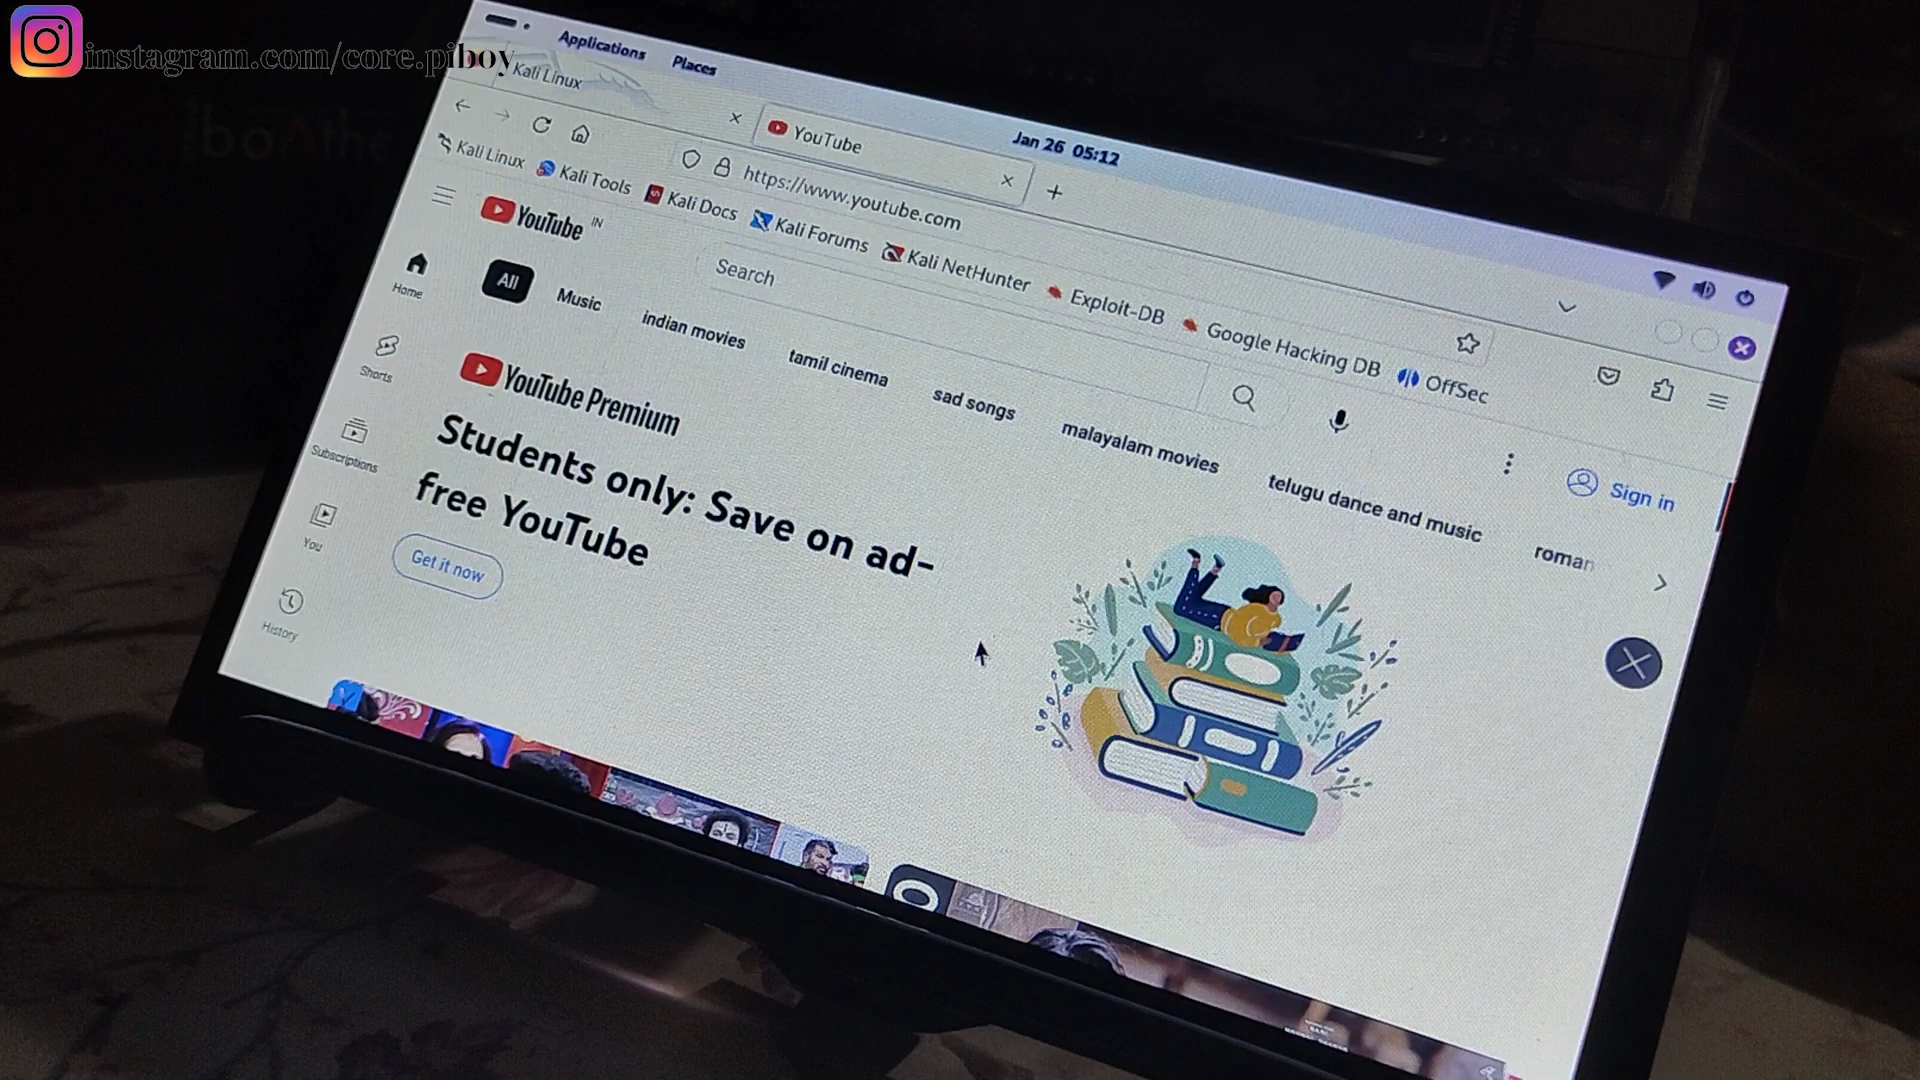 instagram.com/core.piboy
Applications Places
Jan 26 05:12
Kali Linux
YouTube
https://www.youtube.com
Kali Linux
Kali Tools
Kali Docs
Kali Forums
Kali NetHunter
Exploit-DB
Google Hacking DB
OffSec
YouTube IN
Search
Sign in
All
Music
indian movies
tamil cinema
sad songs
malayalam movies
telugu dance and music
roman
Home
Shorts
Subscriptions
You
History
YouTube Premium
Students only: Save on ad-
free YouTube
Get it now